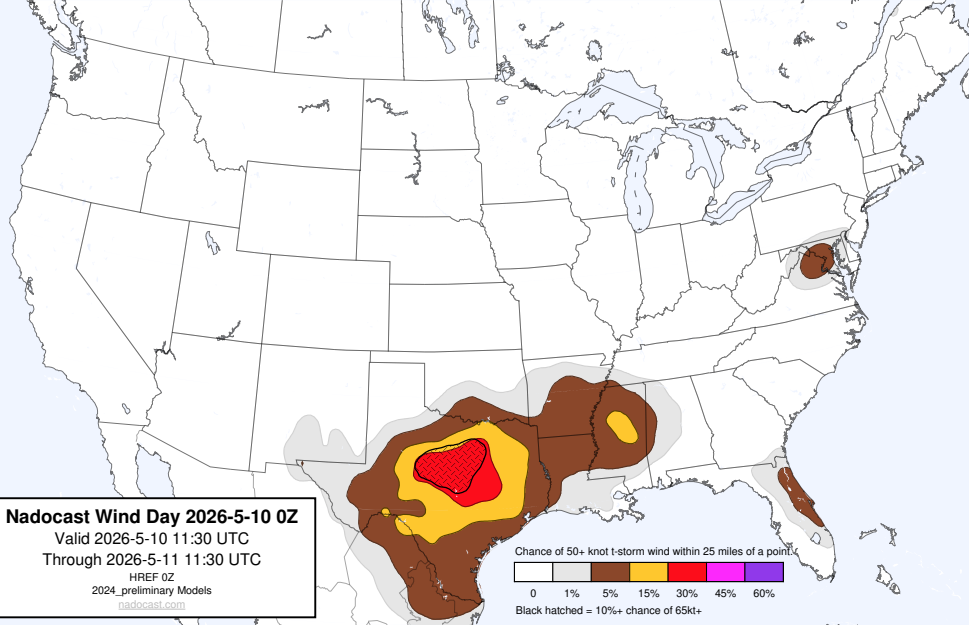 Nadocast Wind Day 2026-5-10 0Z
Valid 2026-5-10 11:30 UTC
Through 2026-5-11 11:30 UTC
HREF 0Z
2024_preliminary Models
nadocast.com
Chance of 50+ knot t-storm wind within 25 miles of a point.
0 1% 5% 15% 30% 45% 60%
Black hatched = 10%+ chance of 65kt+